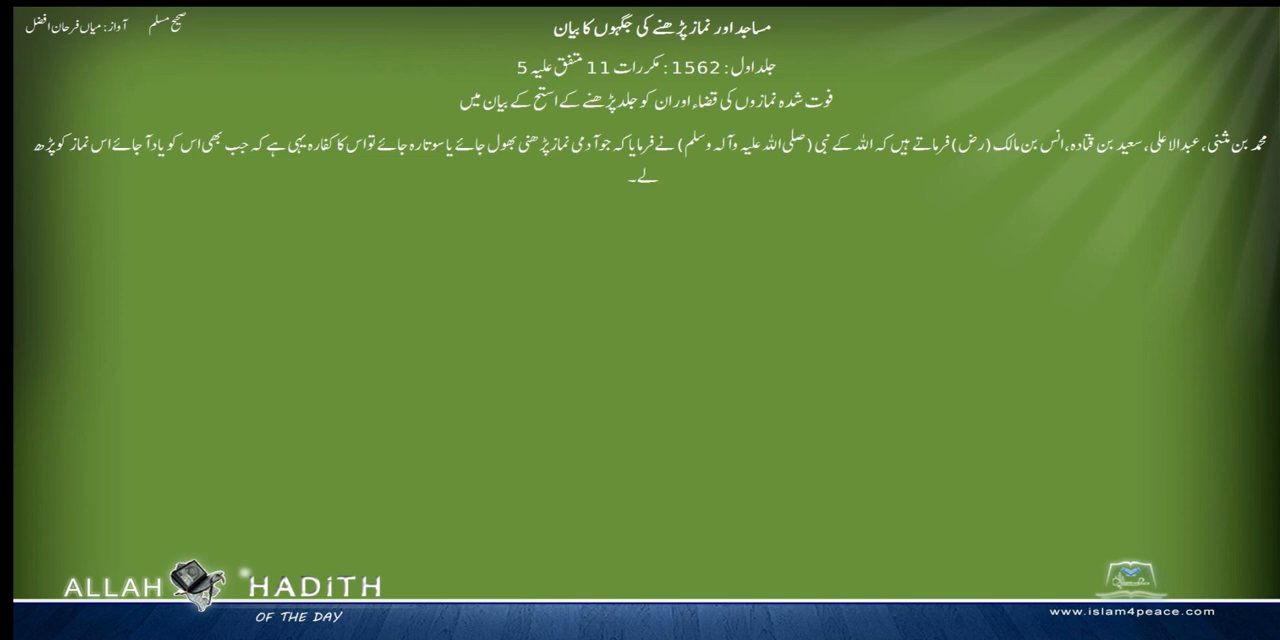 صحیح مسلم آواز: میاں فرحان افضل
مساجد اور نماز پڑھنے کی جگہوں کا بیان
جلد اول : 1562 : مکررات 11 متفق علیہ 5
فوت شدہ نمازوں کی قضاء اور ان کو جلد پڑھنے کے استح کے بیان میں
محمد بن مثنی، عبدالاعلی، سعید بن قتادہ، انس بن مالک (رض) فرماتے ہیں کہ اللہ کے نبی (صلی اللہ علیہ وآلہ وسلم) نے فرمایا کہ جو آدمی نماز پڑھنی بھول جائے یا سوتا رہ جائے تو اس کا کفارہ یہی ہے کہ جب بھی اس کو یاد آ جائے اس نماز کو پڑھ
لے۔
ALLAH HADITH
OF THE DAY
www.islam4peace.com